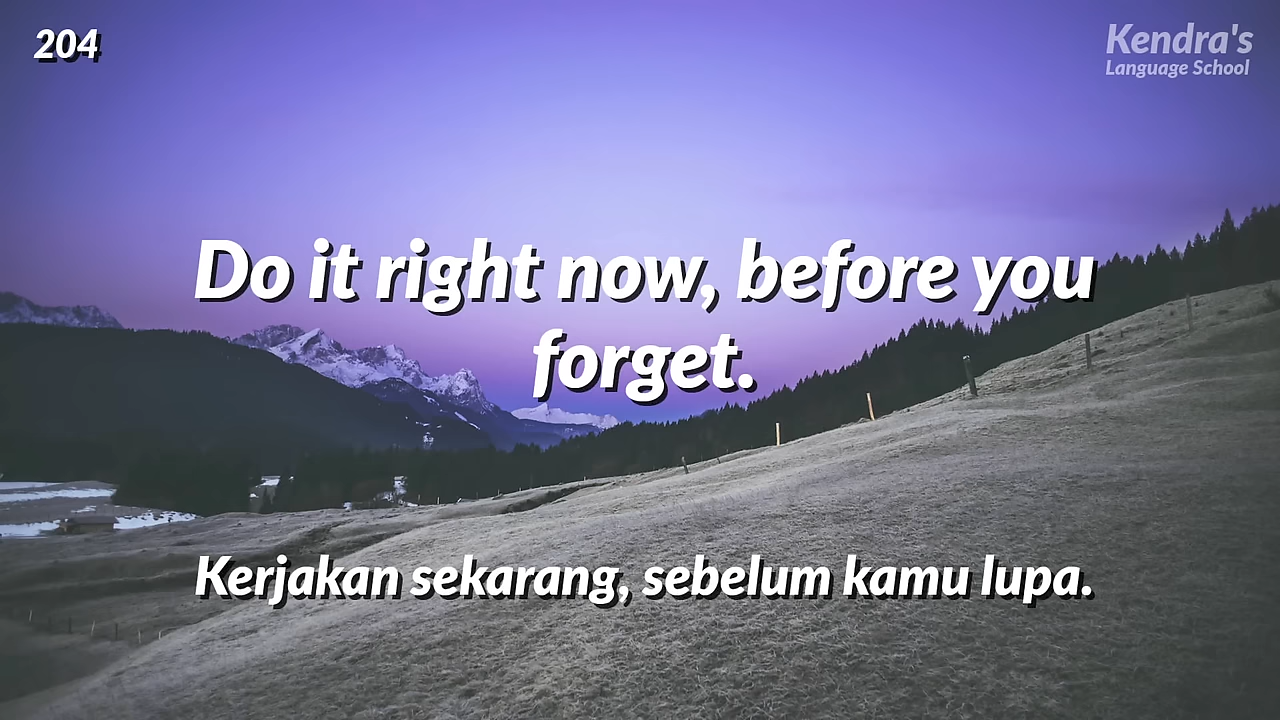 204
Kendra's
Language School
Do it right now, before you
forget.
Kerjakan sekarang, sebelum kamu lupa.